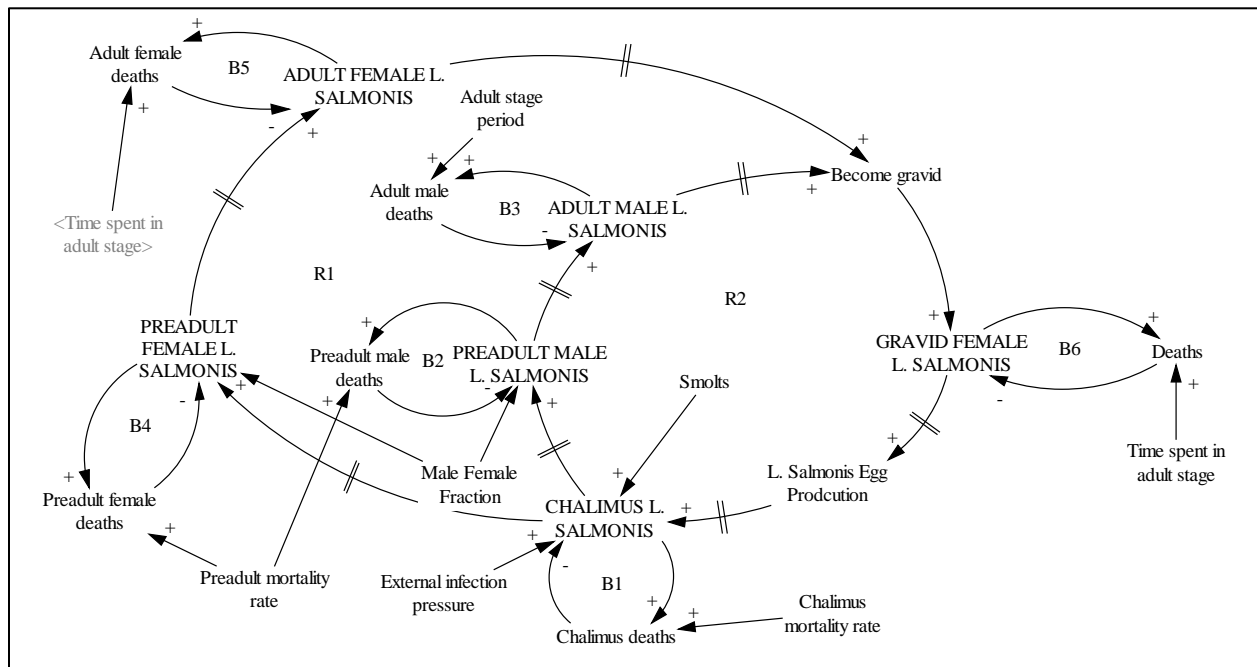 +
Adult female
deaths
B5
ADULT FEMALE L.
SALMONIS
+
-
+
Adult stage
period
+
+
Adult male
deaths
B3
ADULT MALE L.
SALMONIS
-
+
+
Become gravid
+
<Time spent in
adult stage>
R1
R2
PREADULT
FEMALE L.
SALMONIS
+
-
B4
+
Preadult female
deaths
+
+
Preadult male
deaths
+
B2
PREADULT MALE
L. SALMONIS
-
+
+
GRAVID FEMALE
L. SALMONIS
B6
+
Deaths
-
+
Time spent in
adult stage
Smolts
Male Female
Fraction
+
L. Salmonis Egg
Prodcution
+
CHALIMUS L.
SALMONIS
+
+
-
B1
+
Preadult mortality
rate
External infection
pressure
Chalimus deaths
+
Chalimus
mortality rate